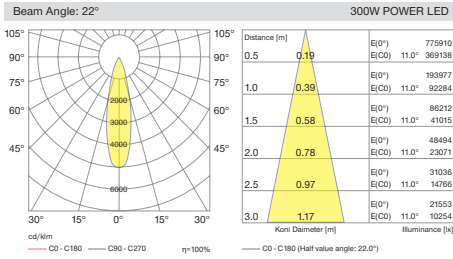 Beam Angle: 22° 300W POWER LED
105° 105°
90° 90°
75° 75°
60° 60°
45° 45°
2000
3000
4000
6000
30° 15° 0° 15° 30°
cd/klm
C0 - C180 C90 - C270 η=100%
Distance [m]
0.5 0.19 E(0°) 775910
E(C0) 11.0° 369138
1.0 0.39 E(0°) 193977
E(C0) 11.0° 92284
1.5 0.58 E(0°) 86212
E(C0) 11.0° 41015
2.0 0.78 E(0°) 48494
E(C0) 11.0° 23071
2.5 0.97 E(0°) 31036
E(C0) 11.0° 14766
3.0 1.17 E(0°) 21553
E(C0) 11.0° 10254
Koni Daimeter [m] Illuminance [lx]
C0 - C180 (Half value angle: 22.0°)